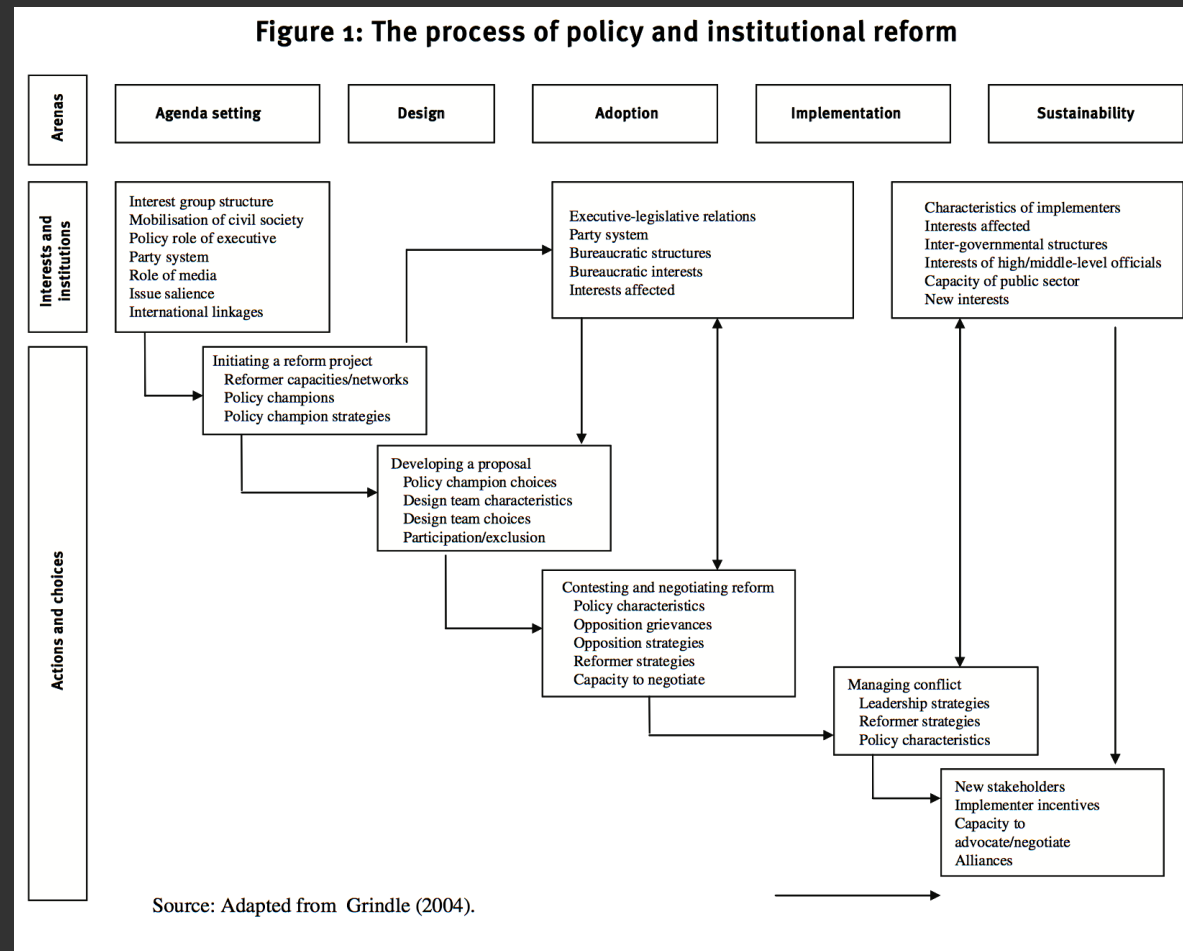 Figure 1: The process of policy and institutional reform
Arenas
Agenda setting
Design
Adoption
Implementation
Sustainability
Interests and
institutions
Interest group structure
Mobilisation of civil society
Policy role of executive
Party system
Role of media
Issue salience
International linkages
Executive-legislative relations
Party system
Bureaucratic structures
Bureaucratic interests
Interests affected
Characteristics of implementers
Interests affected
Inter-governmental structures
Interests of high/middle-level officials
Capacity of public sector
New interests
Actions and choices
Initiating a reform project
Reformer capacities/networks
Policy champions
Policy champion strategies
Developing a proposal
Policy champion choices
Design team characteristics
Design team choices
Participation/exclusion
Contesting and negotiating reform
Policy characteristics
Opposition grievances
Opposition strategies
Reformer strategies
Capacity to negotiate
Managing conflict
Leadership strategies
Reformer strategies
Policy characteristics
New stakeholders
Implementer incentives
Capacity to
advocate/negotiate
Alliances
Source: Adapted from Grindle (2004).